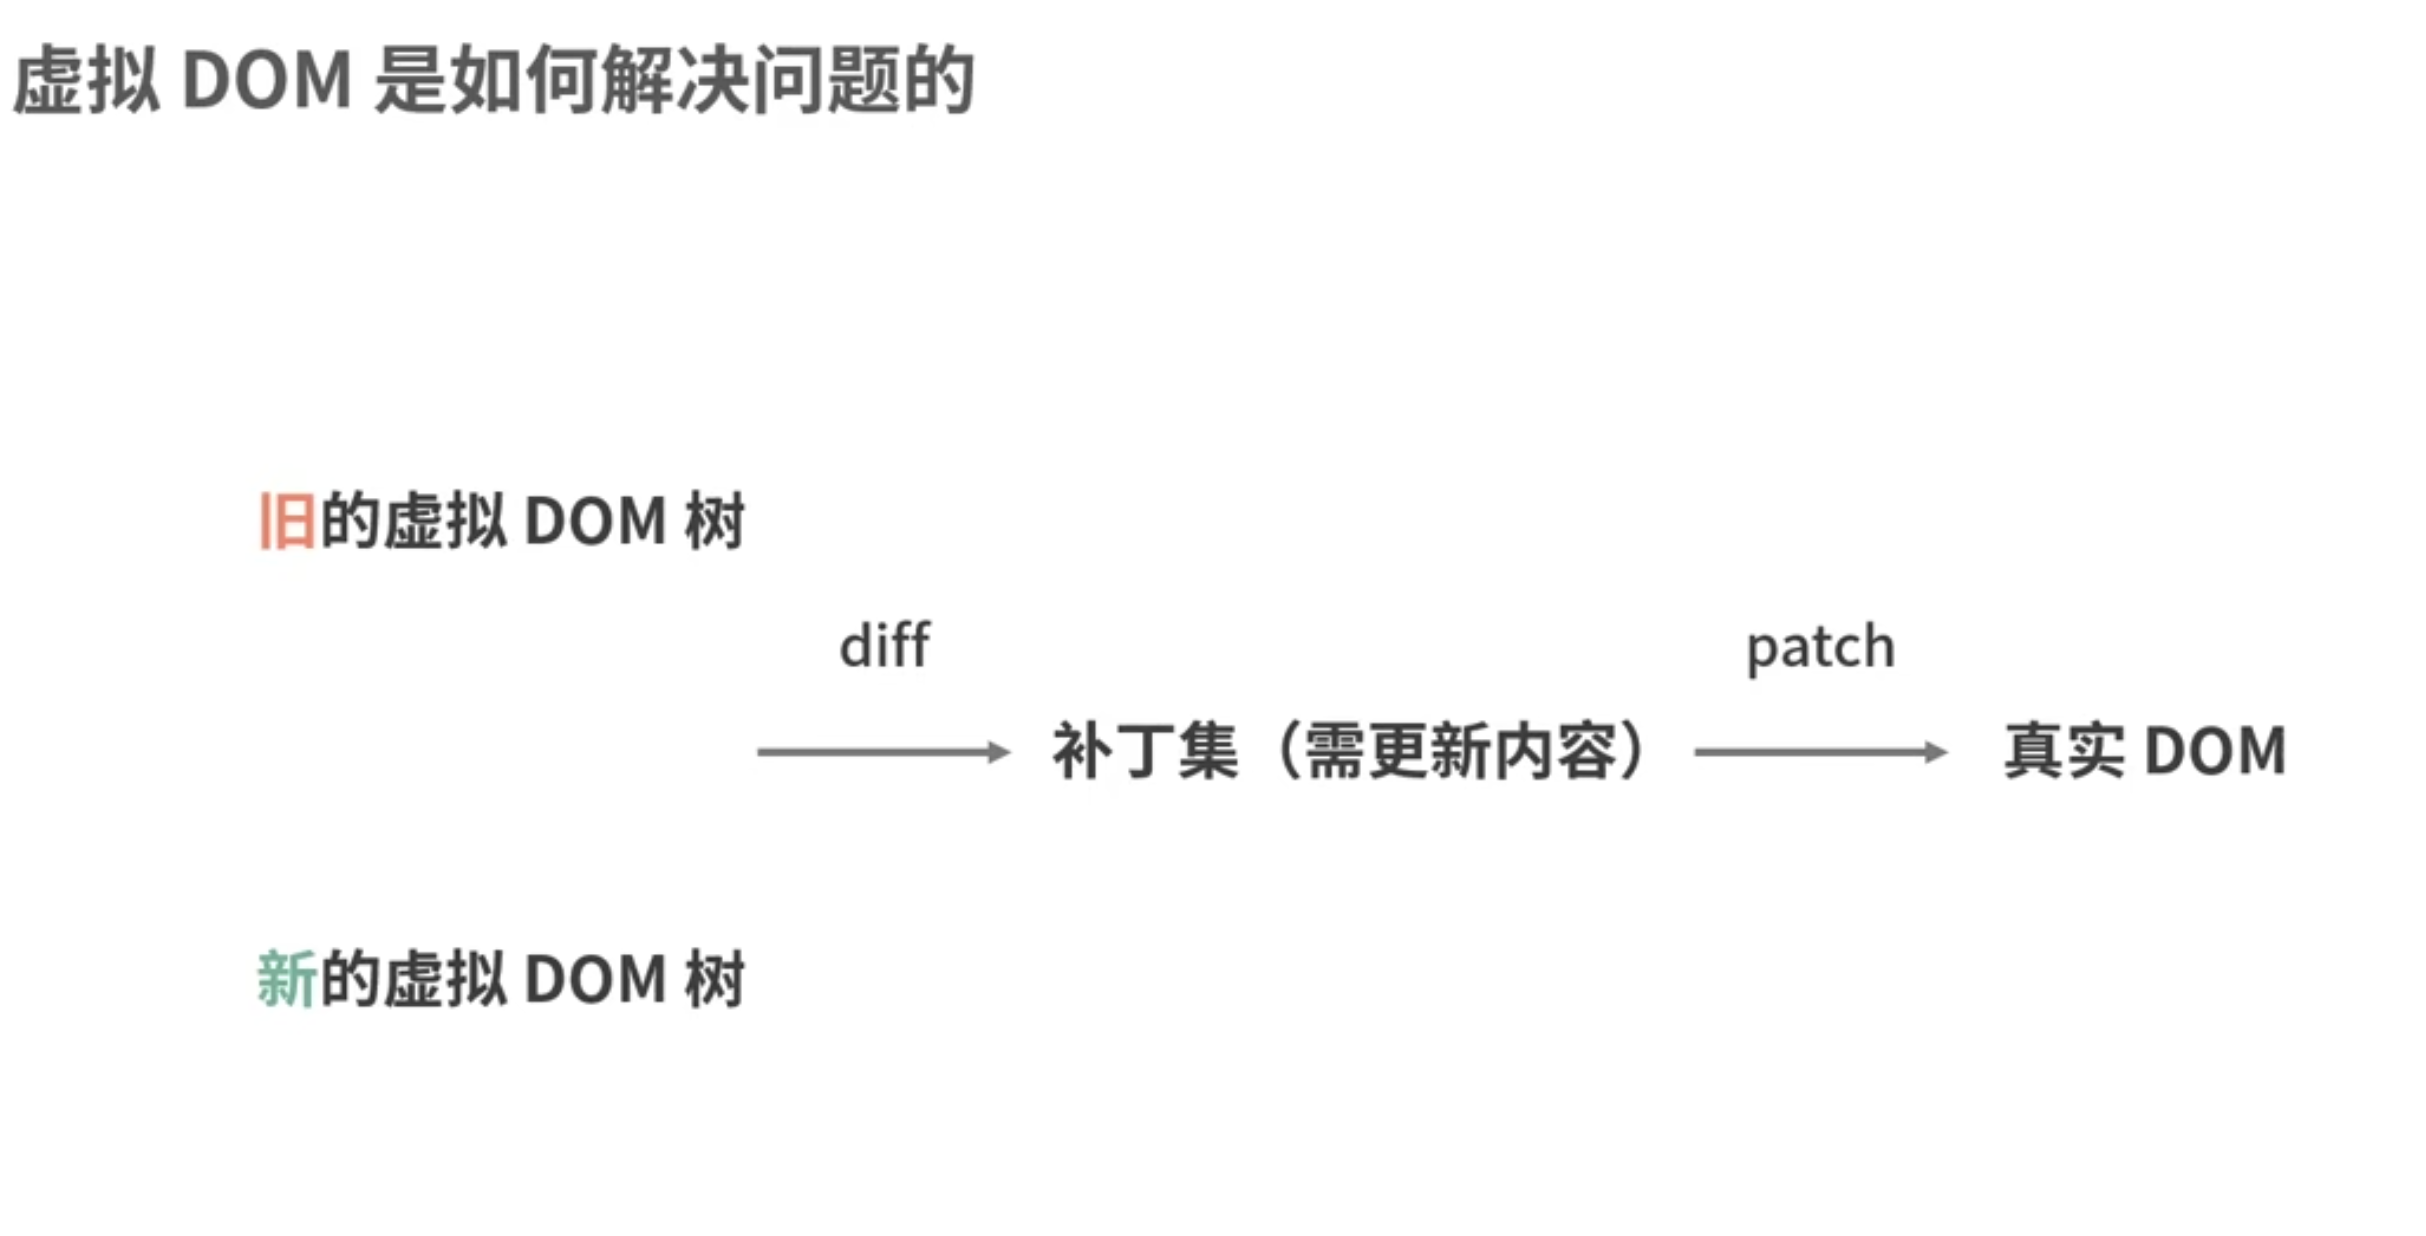 虚拟 DOM 是如何解决问题的
旧的虚拟 DOM 树
diff
patch
补丁集（需更新内容）
真实 DOM
新的虚拟 DOM 树